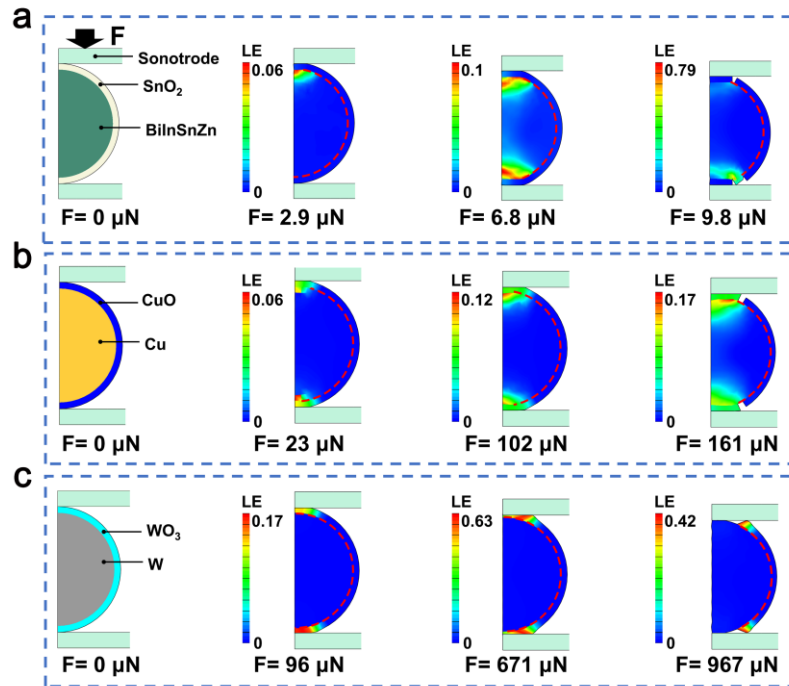 a
F
Sonotrode
SnO₂
BiInSnZn
F= 0 μN
LE
0.06
0
F= 2.9 μN
LE
0.1
0
F= 6.8 μN
LE
0.79
0
F= 9.8 μN
b
CuO
Cu
F= 0 μN
LE
0.06
0
F= 23 μN
LE
0.12
0
F= 102 μN
LE
0.17
0
F= 161 μN
c
WO₃
W
F= 0 μN
LE
0.17
0
F= 96 μN
LE
0.63
0
F= 671 μN
LE
0.42
0
F= 967 μN